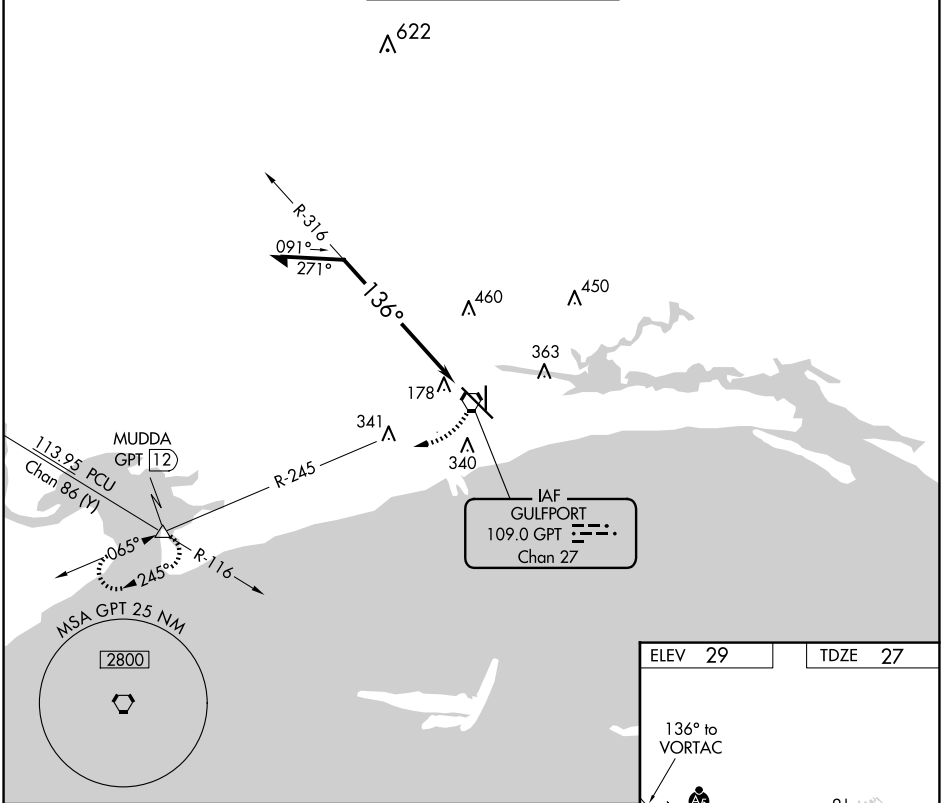 622
R-316
091°
271°
136°
460
450
363
178
341
340
MUDDA
GPT 12
113.95 PCU
Chan 86 (Y)
R-245
065°
245°
R-116
IAF
GULFPORT
109.0 GPT
Chan 27
MSA GPT 25 NM
2800
ELEV 29
TDZE 27
136° to
VORTAC